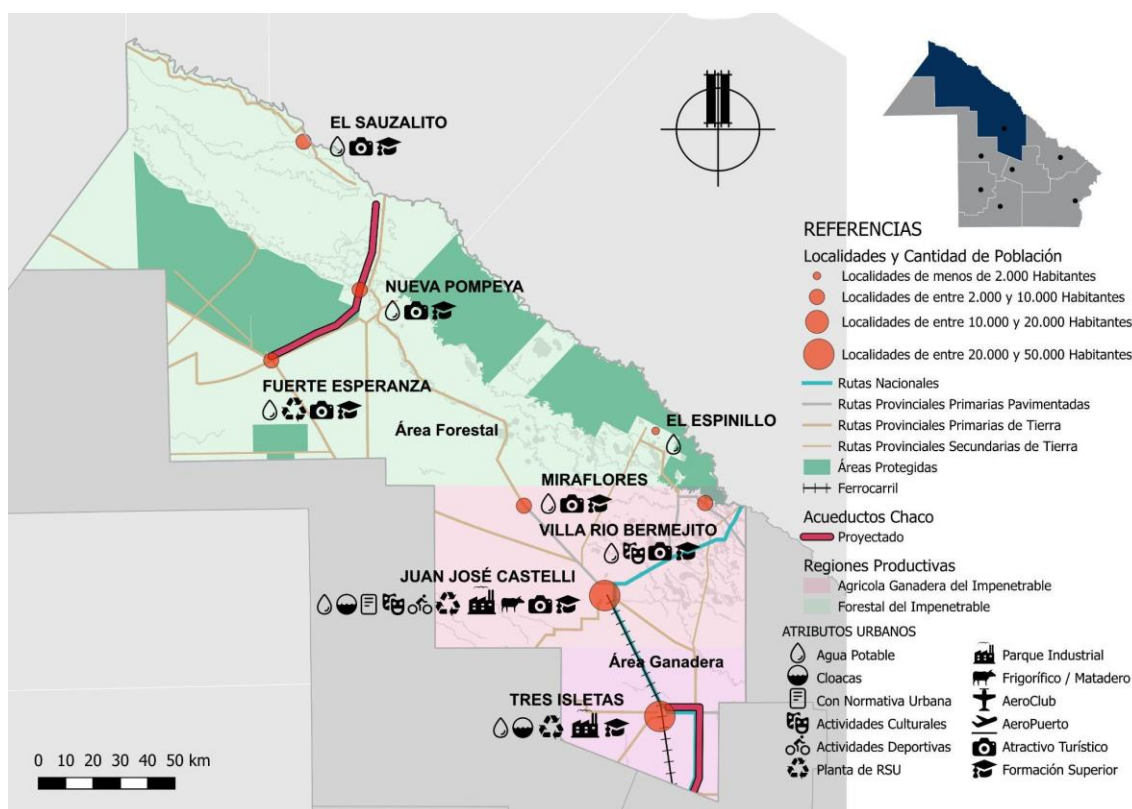 EL SAUZALITO
NUEVA POMPEYA
FUERTE ESPERANZA
Área Forestal
EL ESPINILLO
MIRAFLORES
VILLA RIO BERMEJITO
JUAN JOSÉ CASTELLI
Área Ganadera
TRES ISLETAS
0 10 20 30 40 50 km
REFERENCIAS
Localidades y Cantidad de Población
Localidades de menos de 2.000 Habitantes
Localidades de entre 2.000 y 10.000 Habitantes
Localidades de entre 10.000 y 20.000 Habitantes
Localidades de entre 20.000 y 50.000 Habitantes
Rutas Nacionales
Rutas Provinciales Primarias Pavimentadas
Rutas Provinciales Primarias de Tierra
Rutas Provinciales Secundarias de Tierra
Áreas Protegidas
Ferrocarril
Acueductos Chaco
Proyectado
Regiones Productivas
Agricola Ganadera del Impenetrable
Forestal del Impenetrable
ATRIBUTOS URBANOS
Agua Potable
Cloacas
Con Normativa Urbana
Actividades Culturales
Actividades Deportivas
Planta de RSU
Parque Industrial
Frigorífico / Matadero
AeroClub
AeroPuerto
Atractivo Turístico
Formación Superior